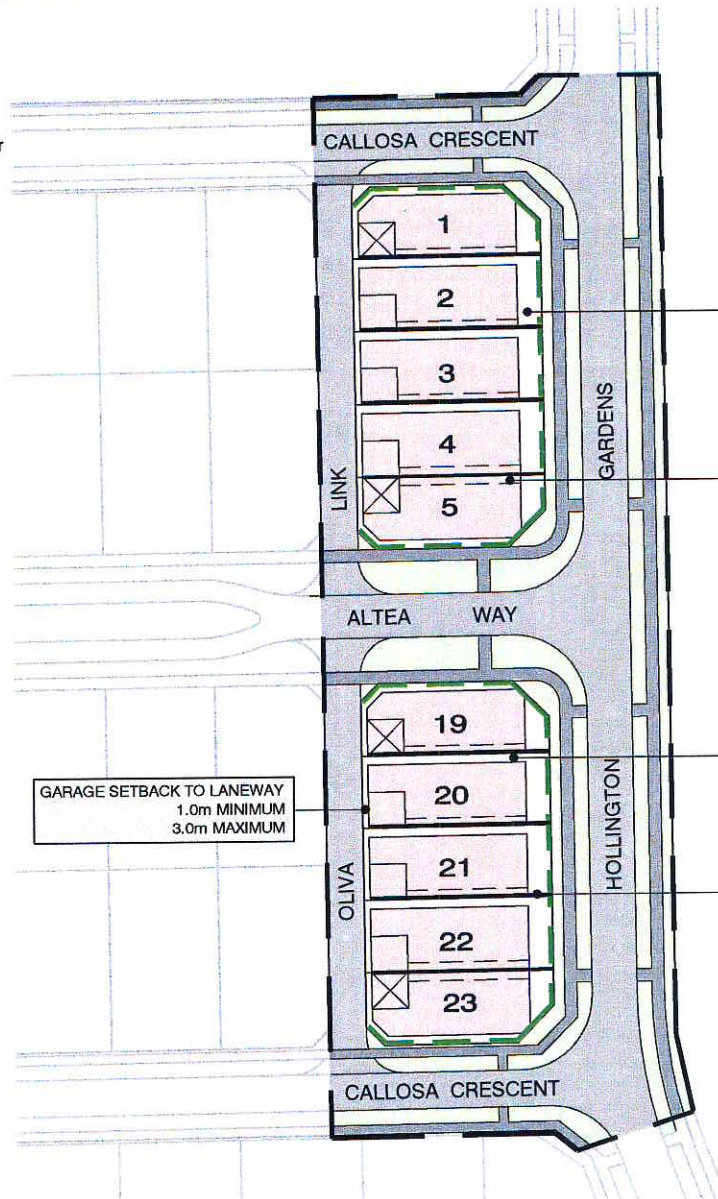 r
CALLOSA CRESCENT
1
2
3
4
5
LINK
GARDENS
ALTEA WAY
19
20
21
22
23
GARAGE SETBACK TO LANEWAY
1.0m MINIMUM
3.0m MAXIMUM
OLIVA
HOLLINGTON
CALLOSA CRESCENT